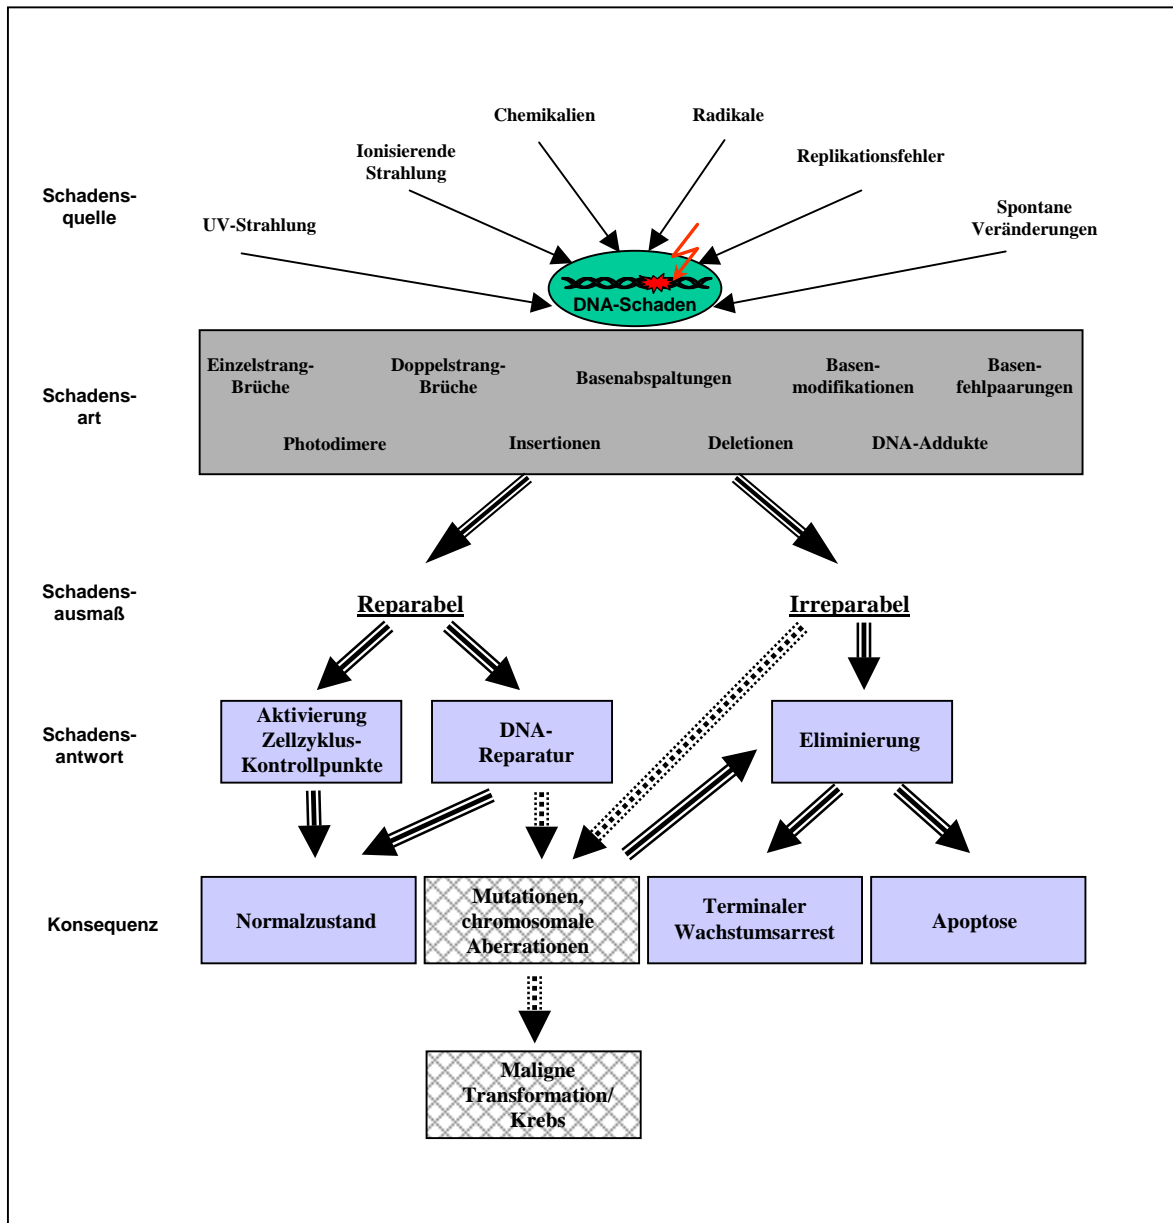 Chemikalien
Radikale
Ionisierende
Strahlung
Replikationsfehler
Schadens-
quelle
UV-Strahlung
Spontane
Veränderungen
DNA-Schaden
Schadens-
art
Einzelstrang-
Brüche
Doppelstrang-
Brüche
Basenabspaltungen
Basen-
modifikationen
Basen-
fehlpaarungen
Photodimere
Insertionen
Deletionen
DNA-Addukte
Schadens-
ausmaß
Reparabel
Irreparabel
Schadens-
antwort
Aktivierung
Zellzyklus-
Kontrollpunkte
DNA-
Reparatur
Eliminierung
Konsequenz
Normalzustand
Mutationen,
chromosomale
Aberrationen
Terminaler
Wachstumsarrest
Apoptose
Maligne
Transformation/
Krebs